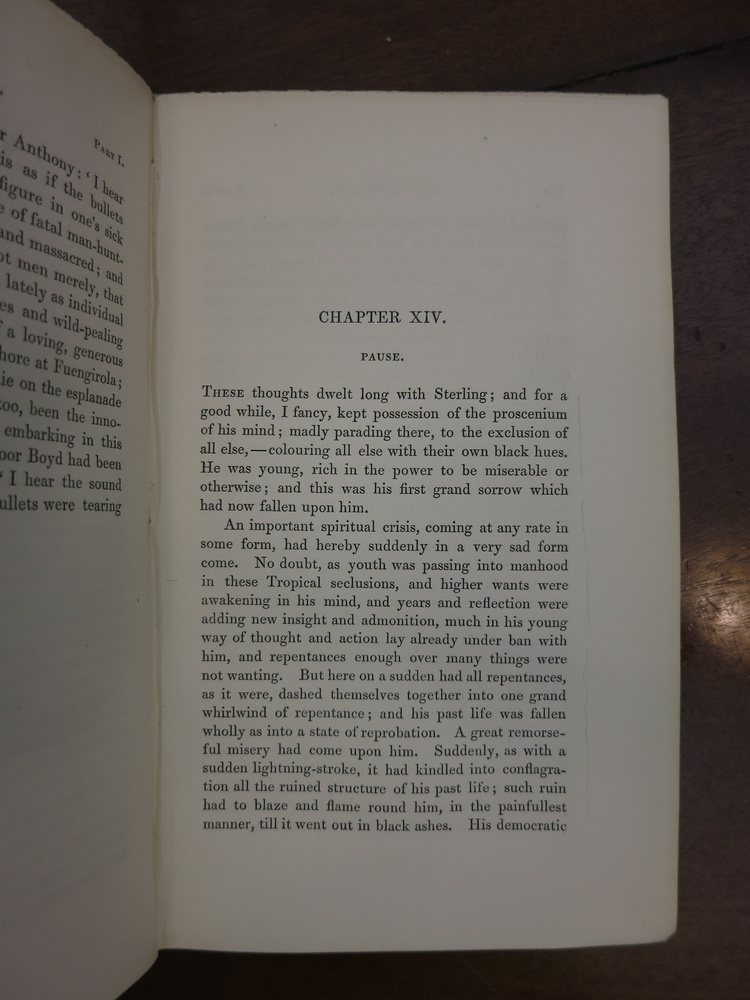 Part I.
r Anthony; ‘I hear
is as if the bullets
figure in one's sick
e of fatal man-hunt-
and massacred; and
ot men merely, that
lately as individual
es and wild-pealing
f a loving, generous
hore at Fuengirola;
ie on the esplanade
too, been the inno-
embarking in this
oor Boyd had been
‘I hear the sound
ullets were tearing
CHAPTER XIV.
PAUSE.
These thoughts dwelt long with Sterling; and for a
good while, I fancy, kept possession of the proscenium
of his mind; madly parading there, to the exclusion of
all else,—colouring all else with their own black hues.
He was young, rich in the power to be miserable or
otherwise; and this was his first grand sorrow which
had now fallen upon him.
An important spiritual crisis, coming at any rate in
some form, had hereby suddenly in a very sad form
come. No doubt, as youth was passing into manhood
in these Tropical seclusions, and higher wants were
awakening in his mind, and years and reflection were
adding new insight and admonition, much in his young
way of thought and action lay already under ban with
him, and repentances enough over many things were
not wanting. But here on a sudden had all repentances,
as it were, dashed themselves together into one grand
whirlwind of repentance; and his past life was fallen
wholly as into a state of reprobation. A great remorse-
ful misery had come upon him. Suddenly, as with a
sudden lightning-stroke, it had kindled into conflagra-
tion all the ruined structure of his past life; such ruin
had to blaze and flame round him, in the painfullest
manner, till it went out in black ashes. His democratic